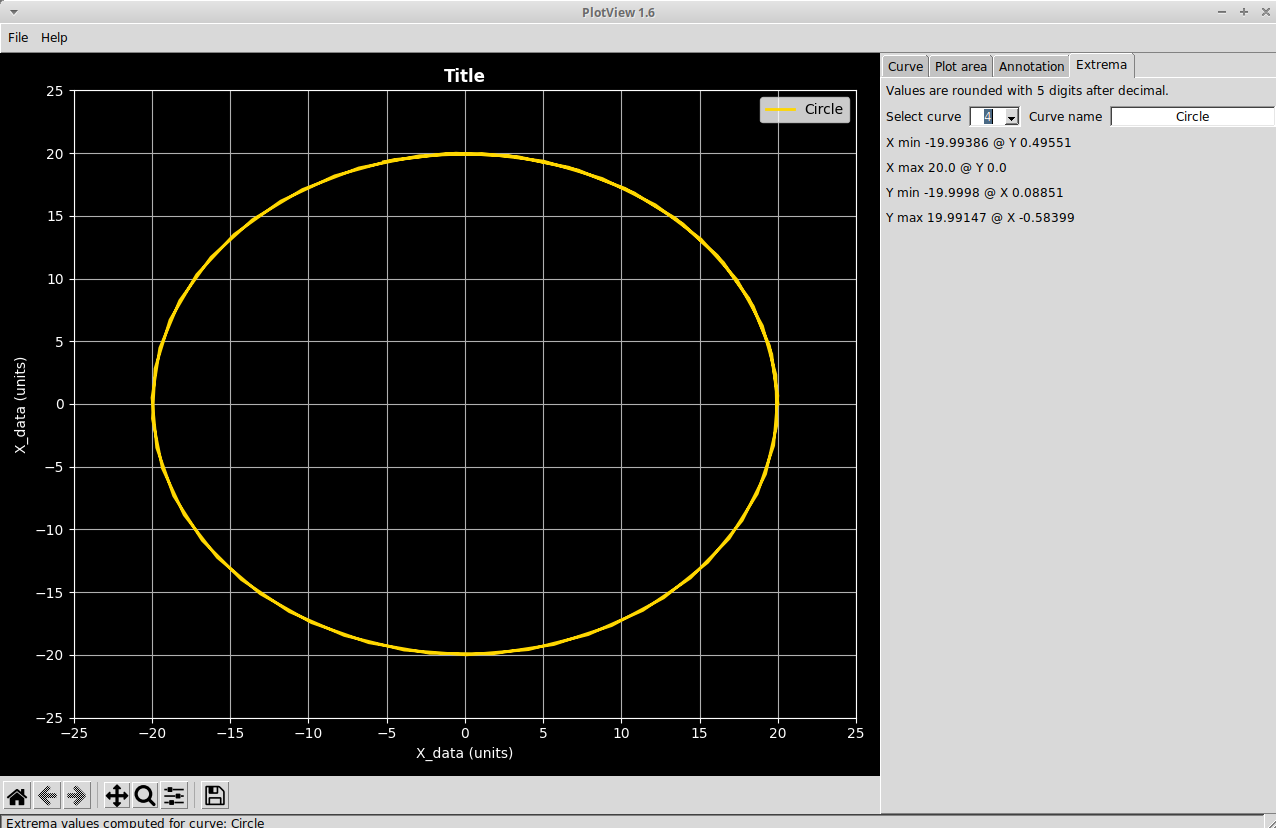 PlotView 1.6
File Help
Title
Circle
25
20
15
10
5
0
−5
−10
−15
−20
−25
−25 −20 −15 −10 −5 0 5 10 15 20 25
X_data (units)
X_data (units)
Curve Plot area Annotation Extrema
Values are rounded with 5 digits after decimal.
Select curve 4 Curve name Circle
X min -19.99386 @ Y 0.49551
X max 20.0 @ Y 0.0
Y min -19.9998 @ X 0.08851
Y max 19.99147 @ X -0.58399
Extrema values computed for curve: Circle